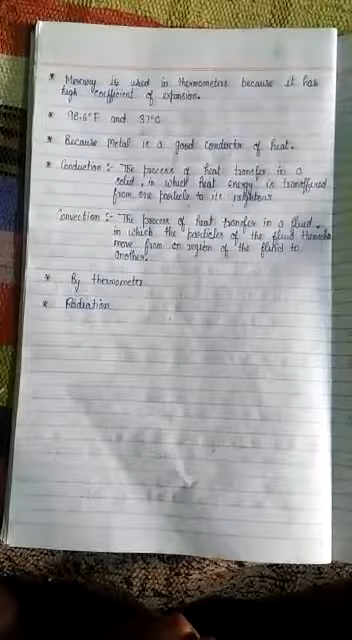 * Mercury is used in thermometers because it has
high coefficient of expansion.
* 98.6°F and 37°C
* Because Metal is a good conductor of heat.
* Conduction :- The process of heat transfer in a
solid, in which heat energy is transferred
from one particle to its neighbour
Convection :- The process of heat transfer in a fluid,
in which the particles of the fluid
move from on region of the fluid to
another.
* By thermometer
* Radiation